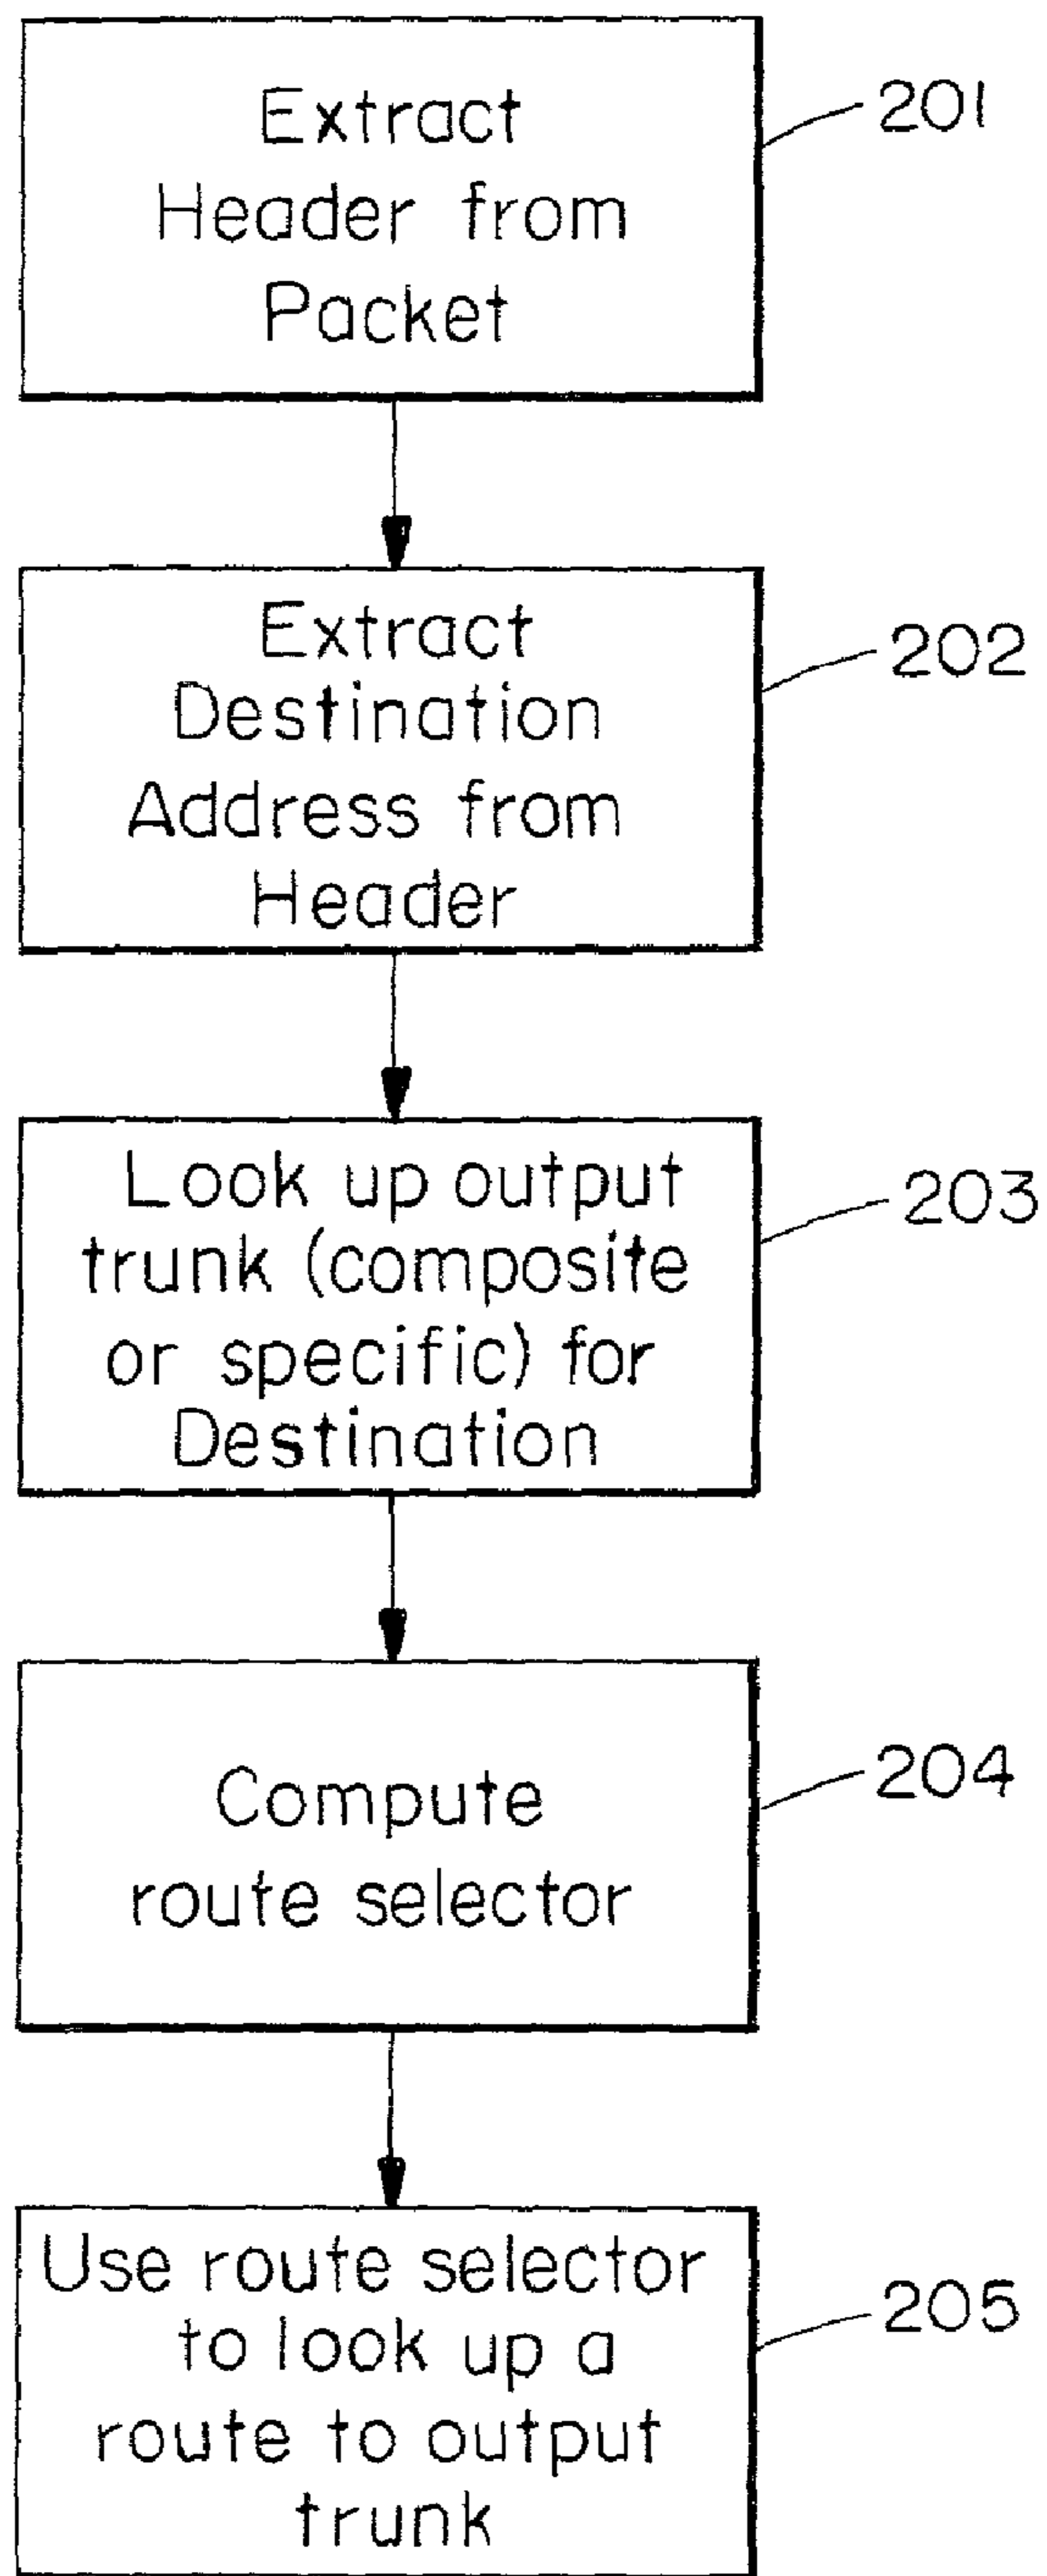 Extract
Header from
Packet
201
Extract
Destination
Address from
Header
202
Look up output
trunk (composite
or specific) for
Destination
203
Compute
route selector
204
Use route selector
to look up a
route to output
trunk
205